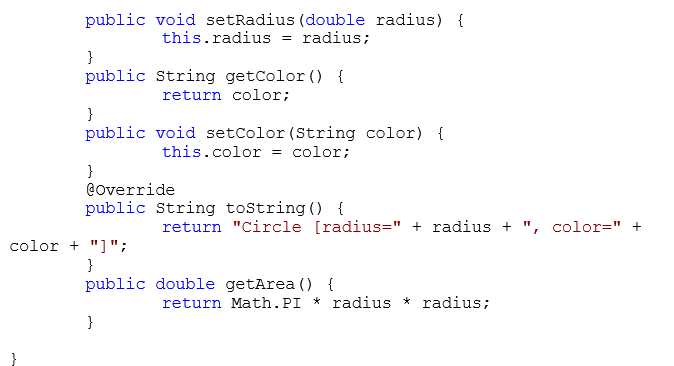 public void setRadius(double radius) {
this.radius = radius;
}
public String getColor() {
return color;
}
public void setColor(String color) {
this.color = color;
}
@Override
public String toString() {
return "Circle [radius=" + radius + ", color=" +
color + "]";
}
public double getArea() {
return Math.PI * radius * radius;
}
}